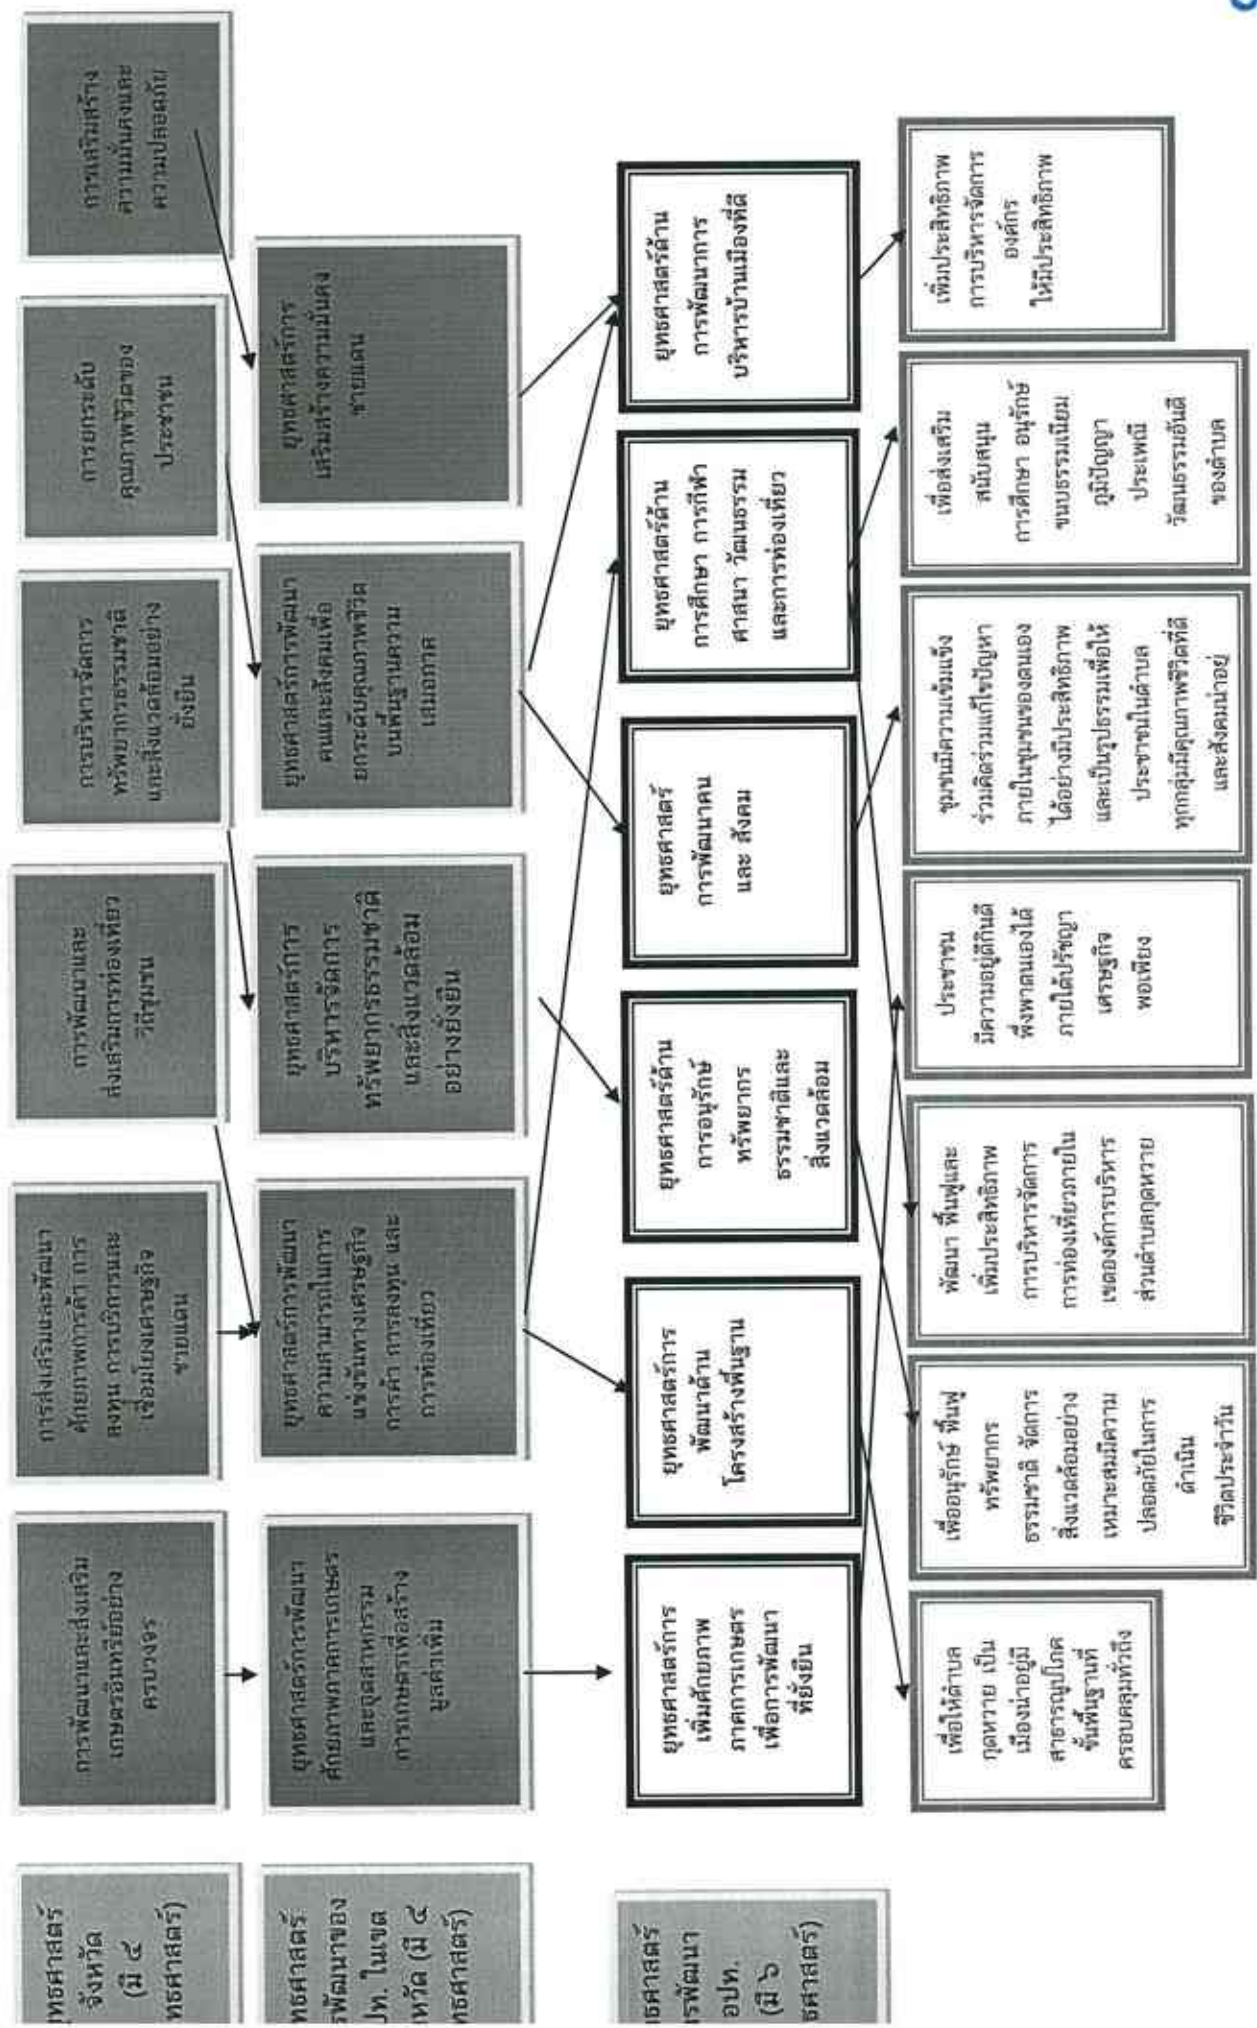 ยุทธศาสตร์
จังหวัด
(มี ๔
ทธศาสตร์)
การพัฒนาและส่งเสริม
เกษตรอินทรีย์อย่าง
ครบวงจร
การส่งเสริมและพัฒนา
ศักยภาพการค้า การ
ลงทุน การบริการและ
เชื่อมโยงเศรษฐกิจ
ชายแดน
การพัฒนาและ
ส่งเสริมการท่องเที่ยว
วิถีชุมชน
การบริหารจัดการ
ทรัพยากรธรรมชาติ
และสิ่งแวดล้อมอย่าง
ยั่งยืน
การยกระดับ
คุณภาพชีวิตของ
ประชาชน
การเสริมสร้าง
ความมั่นคงและ
ความปลอดภัย
ทธศาสตร์
รพัฒนาของ
ปท. ในเขต
หวัด (มี ๔
ทธศาสตร์)
ยุทธศาสตร์การพัฒนา
ศักยภาพภาคการเกษตร
และอุตสาหกรรม
การเกษตรเพื่อสร้าง
มูลค่าเพิ่ม
ยุทธศาสตร์การพัฒนา
ความสามารถในการ
แข่งขันทางเศรษฐกิจ
การค้า การลงทุน และ
การท่องเที่ยว
ยุทธศาสตร์การ
บริหารจัดการ
ทรัพยากรธรรมชาติ
และสิ่งแวดล้อม
อย่างยั่งยืน
ยุทธศาสตร์การพัฒนา
คนและสังคมเพื่อ
ยกระดับคุณภาพชีวิต
บนพื้นฐานความ
เสมอภาค
ยุทธศาสตร์การ
เสริมสร้างความมั่นคง
ชายแดน
ธศาสตร์
รพัฒนา
อปท.
(มี ๖
ธศาสตร์)
ยุทธศาสตร์การ
เพิ่มศักยภาพ
ภาคการเกษตร
เพื่อการพัฒนา
ที่ยั่งยืน
ยุทธศาสตร์การ
พัฒนาด้าน
โครงสร้างพื้นฐาน
ยุทธศาสตร์ด้าน
การอนุรักษ์
ทรัพยากร
ธรรมชาติและ
สิ่งแวดล้อม
ยุทธศาสตร์
การพัฒนาคน
และ สังคม
ยุทธศาสตร์ด้าน
การศึกษา การกีฬา
ศาสนา วัฒนธรรม
และการท่องเที่ยว
ยุทธศาสตร์ด้าน
การพัฒนาการ
บริหารบ้านเมืองที่ดี
เพื่อให้ตำบล
กุดหวาย เป็น
เมืองน่าอยู่มี
สาธารณูปโภค
ขั้นพื้นฐานที่
ครอบคลุมทั่วถึง
เพื่ออนุรักษ์ ฟื้นฟู
ทรัพยากร
ธรรมชาติ จัดการ
สิ่งแวดล้อมอย่าง
เหมาะสมมีความ
ปลอดภัยในการ
ดำเนิน
ชีวิตประจำวัน
พัฒนา ฟื้นฟูและ
เพิ่มประสิทธิภาพ
การบริหารจัดการ
การท่องเที่ยวภายใน
เขตองค์การบริหาร
ส่วนตำบลกุดหวาย
ประชาชน
มีความอยู่ดีกินดี
พึ่งพาตนเองได้
ภายใต้ปรัชญา
เศรษฐกิจ
พอเพียง
ชุมชนมีความเข้มแข็ง
ร่วมคิดร่วมแก้ไขปัญหา
ภายในชุมชนของตนเอง
ได้อย่างมีประสิทธิภาพ
และเป็นรูปธรรมเพื่อให้
ประชาชนในตำบล
ทุกกลุ่มมีคุณภาพชีวิตที่ดี
และสังคมน่าอยู่
เพื่อส่งเสริม
สนับสนุน
การศึกษา อนุรักษ์
ขนบธรรมเนียม
ภูมิปัญญา
ประเพณี
วัฒนธรรมอันดี
ของตำบล
เพิ่มประสิทธิภาพ
การบริหารจัดการ
องค์กร
ให้มีประสิทธิภาพ